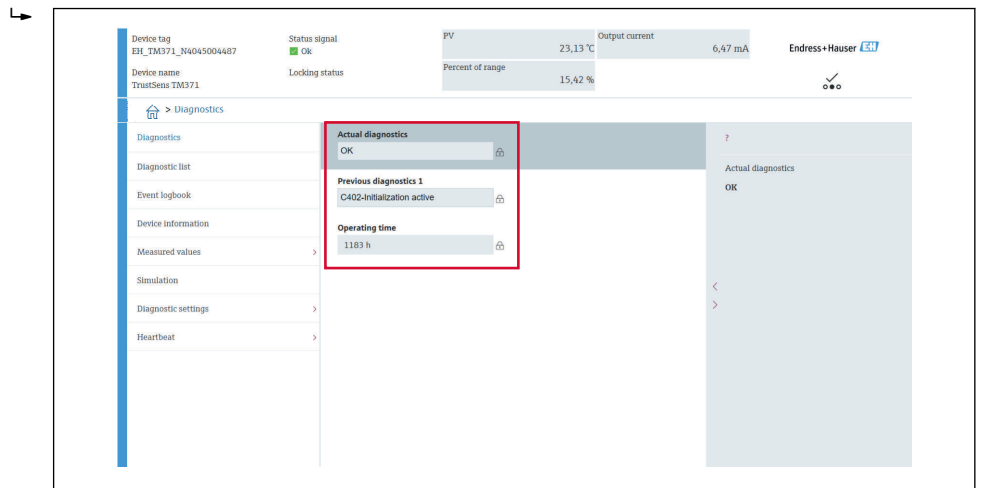 Device tag
EH_TM371_N4045004487
Status signal
Ok
PV
23,13 °C
Output current
6,47 mA
Endress+Hauser EH
Device name
TrustSens TM371
Locking status
Percent of range
15,42 %
> Diagnostics
Diagnostics
Diagnostic list
Event logbook
Device information
Measured values >
Simulation
Diagnostic settings >
Heartbeat >
Actual diagnostics
OK
Previous diagnostics 1
C402-Initialization active
Operating time
1183 h
<
>
?
Actual diagnostics
OK